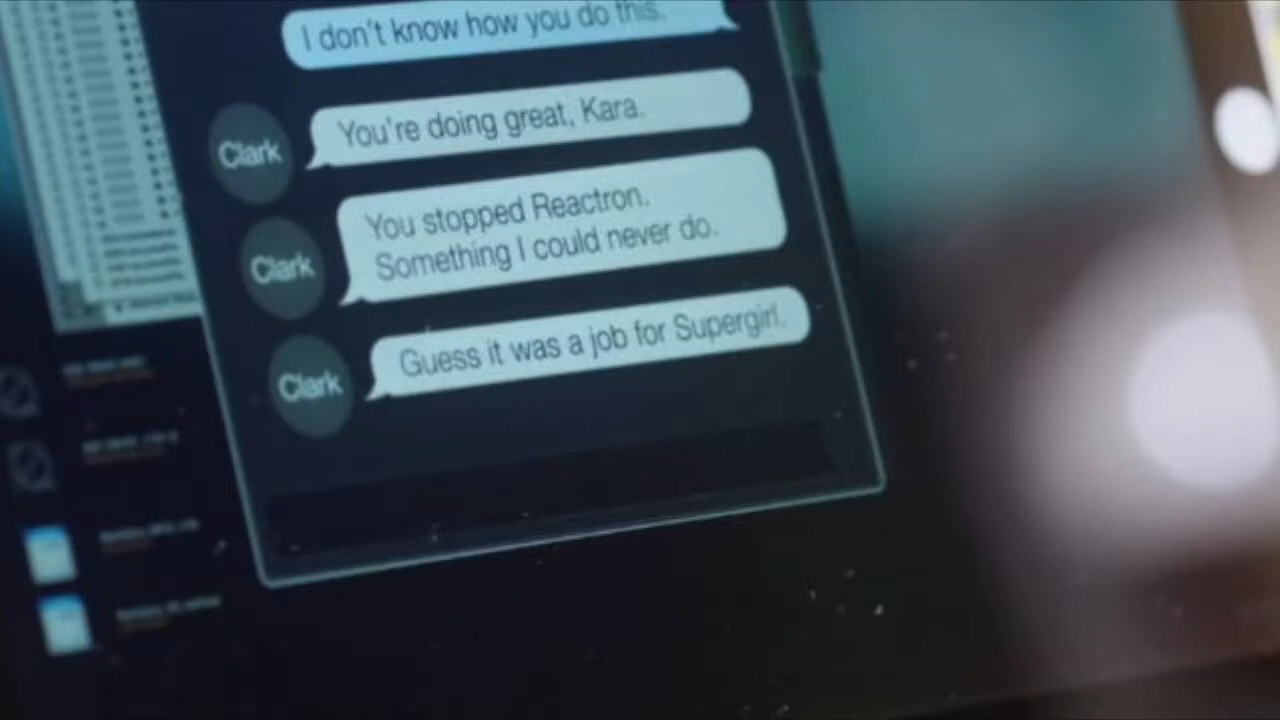 I don't know how you do this.
Clark
You're doing great, Kara.
Clark
You stopped Reactron.
Something I could never do.
Clark
Guess it was a job for Supergirl.